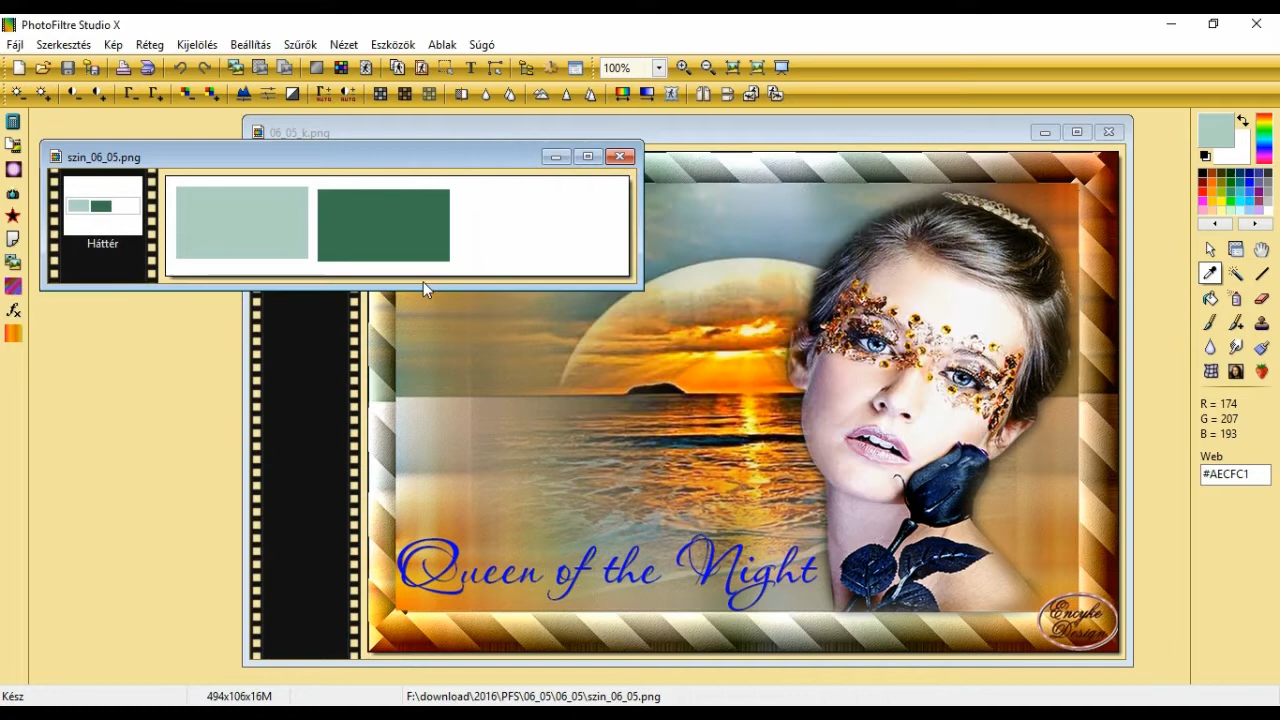 PhotoFiltre Studio X
Fájl Szerkesztés Kép Réteg Kijelölés Beállítás Szűrők Nézet Eszközök Ablak Súgó
100%
06_05_k.png
szin_06_05.png
Háttér
Queen of the Night
Encyke
Design
R = 174
G = 207
B = 193
Web
#AECFC1
Kész 494x106x16M F:\download\2016\PFS\06_05\06_05\szin_06_05.png